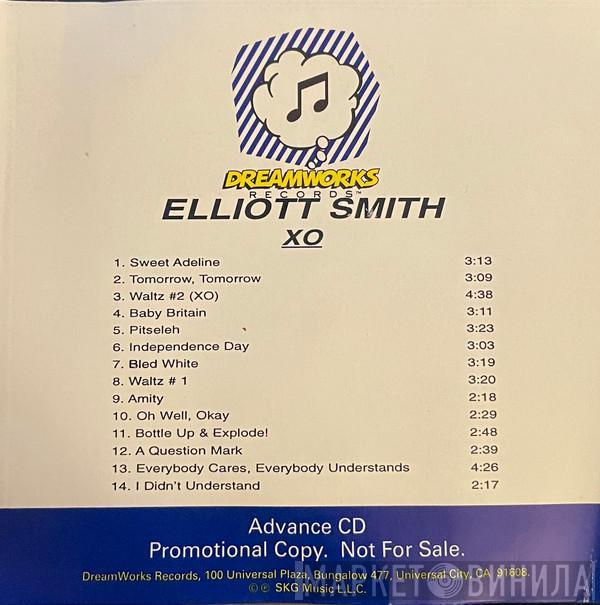 DREAMWORKS
RECORDS™
ELLIOTT SMITH
XO
1. Sweet Adeline 3:13
2. Tomorrow, Tomorrow 3:09
3. Waltz #2 (XO) 4:38
4. Baby Britain 3:11
5. Pitseleh 3:23
6. Independence Day 3:03
7. Bled White 3:19
8. Waltz # 1 3:20
9. Amity 2:18
10. Oh Well, Okay 2:29
11. Bottle Up & Explode! 2:48
12. A Question Mark 2:39
13. Everybody Cares, Everybody Understands 4:26
14. I Didn't Understand 2:17
Advance CD
Promotional Copy. Not For Sale.
DreamWorks Records, 100 Universal Plaza, Bungalow 477, Universal City, CA 91608.
©℗ SKG Music L.L.C.
МАРКЕТ ВИНИЛА